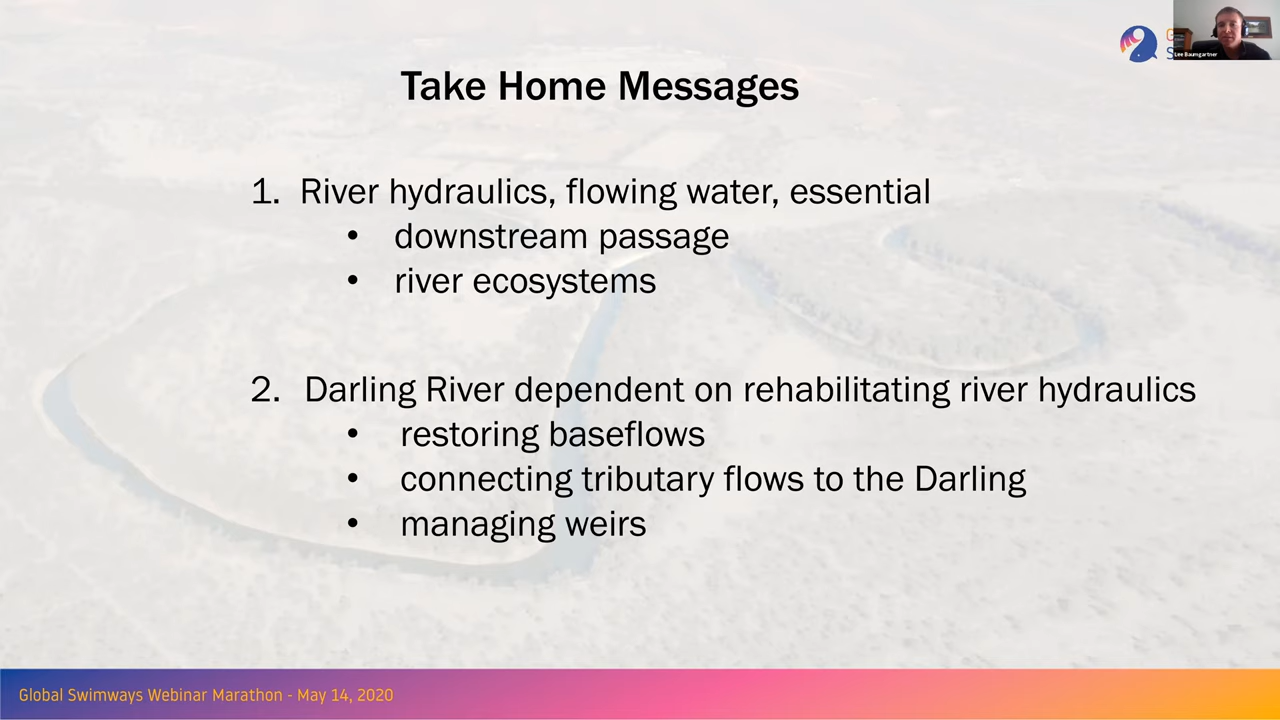 Take Home Messages
Lee Baumgartner
1. River hydraulics, flowing water, essential
• downstream passage
• river ecosystems
2. Darling River dependent on rehabilitating river hydraulics
• restoring baseflows
• connecting tributary flows to the Darling
• managing weirs
Global Swimways Webinar Marathon - May 14, 2020